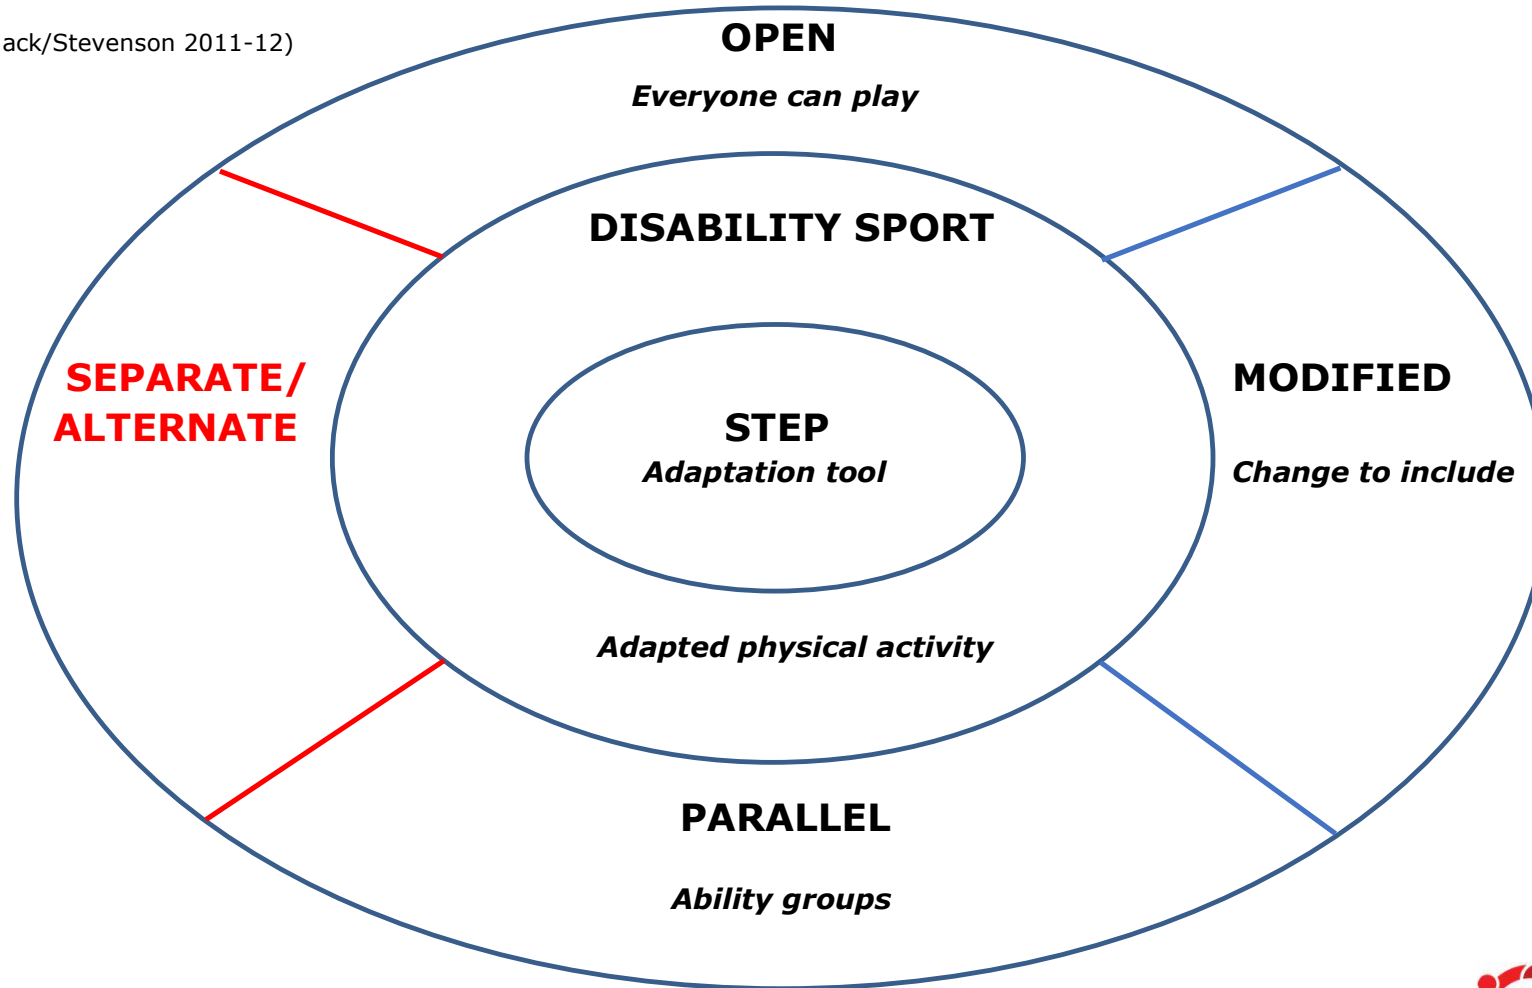 ack/Stevenson 2011-12)
OPEN
Everyone can play
DISABILITY SPORT
SEPARATE/
ALTERNATE
STEP
Adaptation tool
MODIFIED
Change to include
Adapted physical activity
PARALLEL
Ability groups